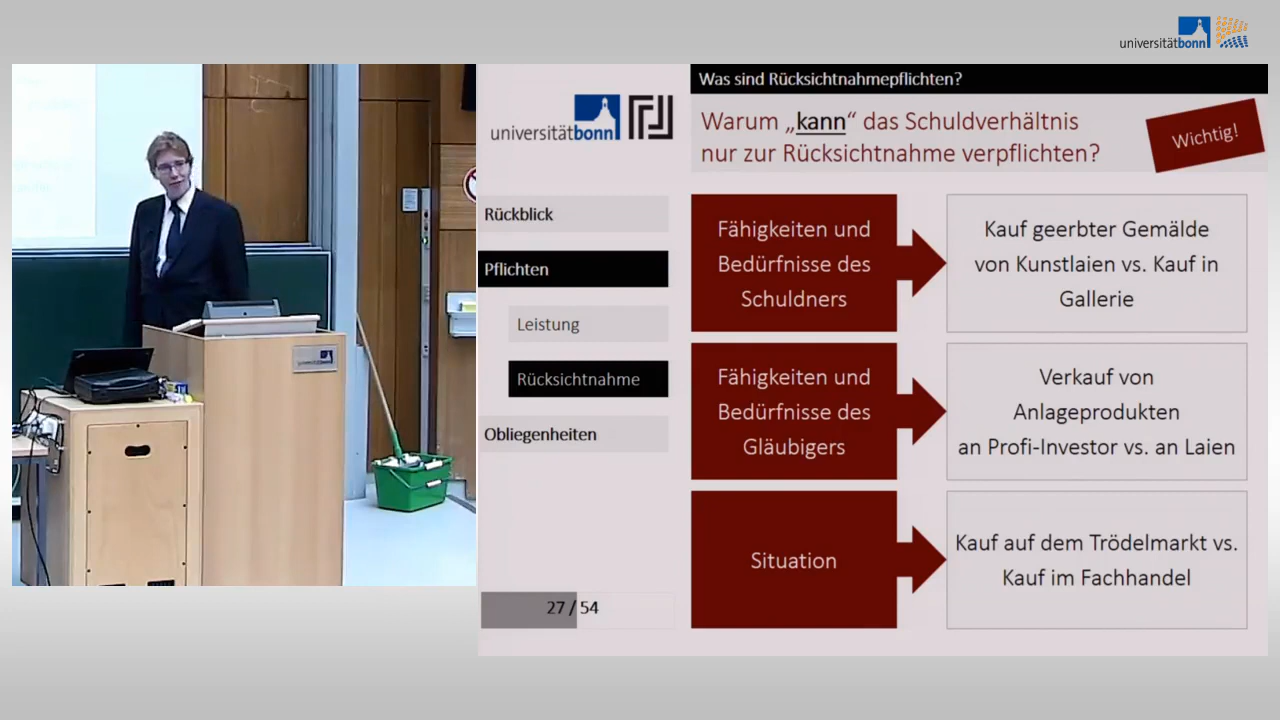 universitätbonn
Was sind Rücksichtnahmepflichten?
universitätbonn
Warum „kann“ das Schuldverhältnis
nur zur Rücksichtnahme verpflichten?
Wichtig!
Rückblick
Pflichten
Leistung
Rücksichtnahme
Obliegenheiten
27 / 54
Fähigkeiten und
Bedürfnisse des
Schuldners
Kauf geerbter Gemälde
von Kunstlaien vs. Kauf in
Gallerie
Fähigkeiten und
Bedürfnisse des
Gläubigers
Verkauf von
Anlageprodukten
an Profi-Investor vs. an Laien
Situation
Kauf auf dem Trödelmarkt vs.
Kauf im Fachhandel